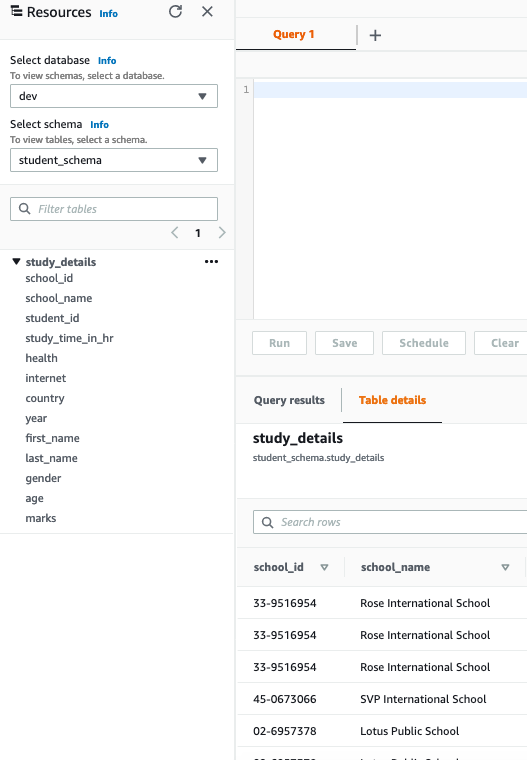 Resources Info
Select database Info
To view schemas, select a database.
dev
Select schema Info
To view tables, select a schema.
student_schema
Filter tables
1
study_details
school_id
school_name
student_id
study_time_in_hr
health
internet
country
year
first_name
last_name
gender
age
marks
Query 1
1
Run Save Schedule Clear
Query results Table details
study_details
student_schema.study_details
Search rows
school_id school_name
33-9516954 Rose International School
33-9516954 Rose International School
33-9516954 Rose International School
45-0673066 SVP International School
02-6957378 Lotus Public School